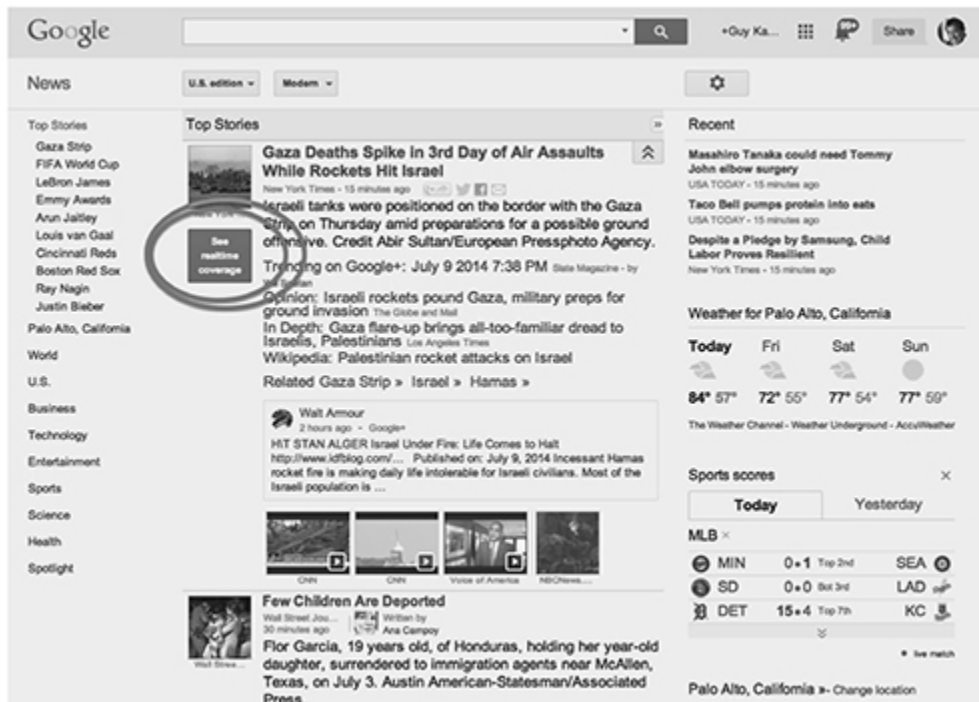 Google
+Guy Ka...
Share
News
U.S. edition
Modern
Top Stories
Gaza Strip
FIFA World Cup
LeBron James
Emmy Awards
Arun Jaitley
Louis van Gaal
Cincinnati Reds
Boston Red Sox
Ray Nagin
Justin Bieber
Palo Alto, California
World
U.S.
Business
Technology
Entertainment
Sports
Science
Health
Spotlight
Top Stories »
Gaza Deaths Spike in 3rd Day of Air Assaults
While Rockets Hit Israel
New York Times - 15 minutes ago
New York
Israeli tanks were positioned on the border with the Gaza
Strip on Thursday amid preparations for a possible ground
offensive. Credit Abir Sultan/European Pressphoto Agency.
See
realtime
coverage
Trending on Google+: July 9 2014 7:38 PM Slate Magazine - by
Opinion: Israeli rockets pound Gaza, military preps for
ground invasion The Globe and Mail
In Depth: Gaza flare-up brings all-too-familiar dread to
Israelis, Palestinians Los Angeles Times
Wikipedia: Palestinian rocket attacks on Israel
Related Gaza Strip » Israel » Hamas »
Walt Armour
2 hours ago - Google+
HIT STAN ALGER Israel Under Fire: Life Comes to Halt
http://www.idfblog.com/... Published on: July 9, 2014 Incessant Hamas
rocket fire is making daily life intolerable for Israeli civilians. Most of the
Israeli population is ...
CNN
CNN
Voice of America
NBCNews....
Few Children Are Deported
Wall Street Jou...
30 minutes ago
Written by
Ana Campoy
Wall Stree...
Flor Garcia, 19 years old, of Honduras, holding her year-old
daughter, surrendered to immigration agents near McAllen,
Texas, on July 3. Austin American-Statesman/Associated
Press
Recent
Masahiro Tanaka could need Tommy
John elbow surgery
USA TODAY - 15 minutes ago
Taco Bell pumps protein into eats
USA TODAY - 15 minutes ago
Despite a Pledge by Samsung, Child
Labor Proves Resilient
New York Times - 15 minutes ago
Weather for Palo Alto, California
Today Fri Sat Sun
84° 57° 72° 55° 77° 54° 77° 59°
The Weather Channel - Weather Underground - AccuWeather
Sports scores ×
Today Yesterday
MLB ×
MIN 0-1 Top 2nd SEA
SD 0-0 Bot 3rd LAD
DET 15-4 Top 7th KC
live match
Palo Alto, California »- Change location